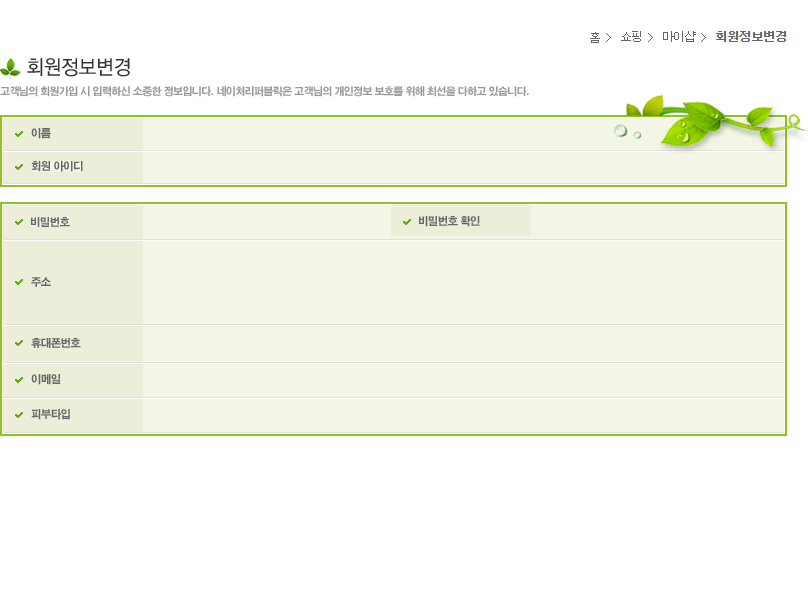 홈 > 쇼핑 > 마이샵 > 회원정보변경
회원정보변경
고객님의 회원가입 시 입력하신 소중한 정보입니다. 네이처리퍼블릭은 고객님의 개인정보 보호를 위해 최선을 다하고 있습니다.
이름
회원 아이디
비밀번호 비밀번호 확인
주소
휴대폰번호
이메일
피부타입